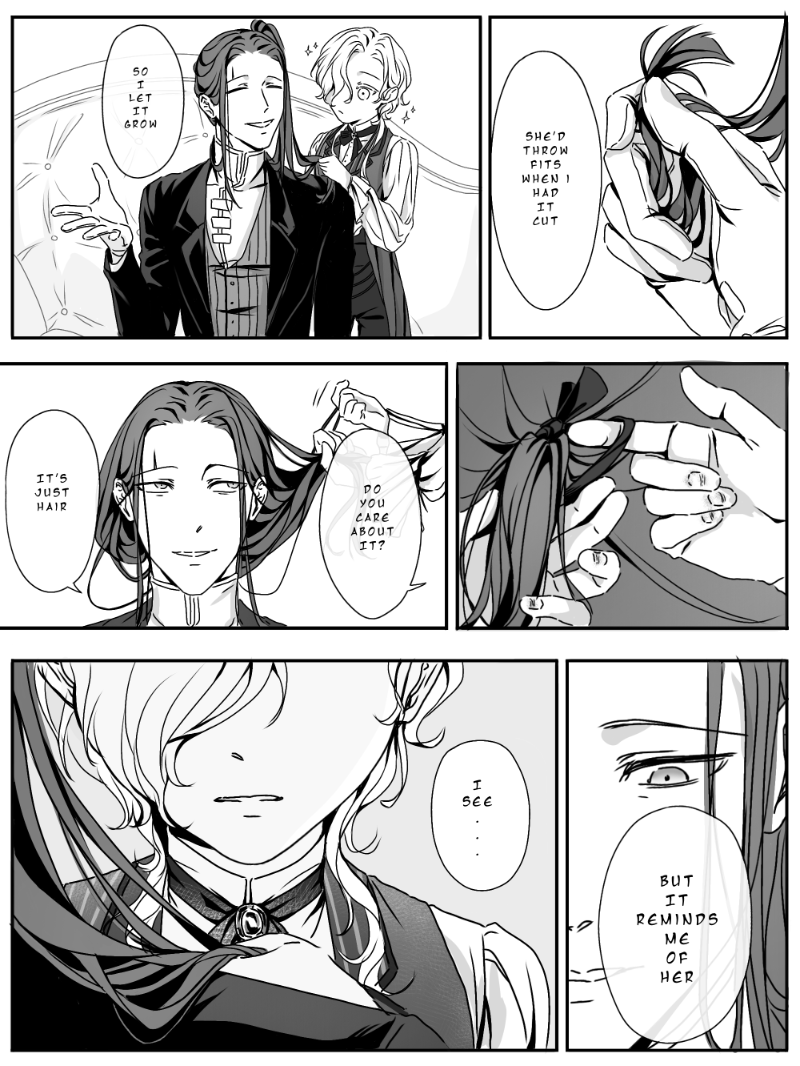 SHE'D
THROW
FITS
WHEN I
HAD
IT
CUT
SO
I
LET
IT
GROW
DO
YOU
CARE
ABOUT
IT?
IT'S
JUST
HAIR
BUT
IT
REMINDS
ME
OF
HER
I
SEE
.
.
.